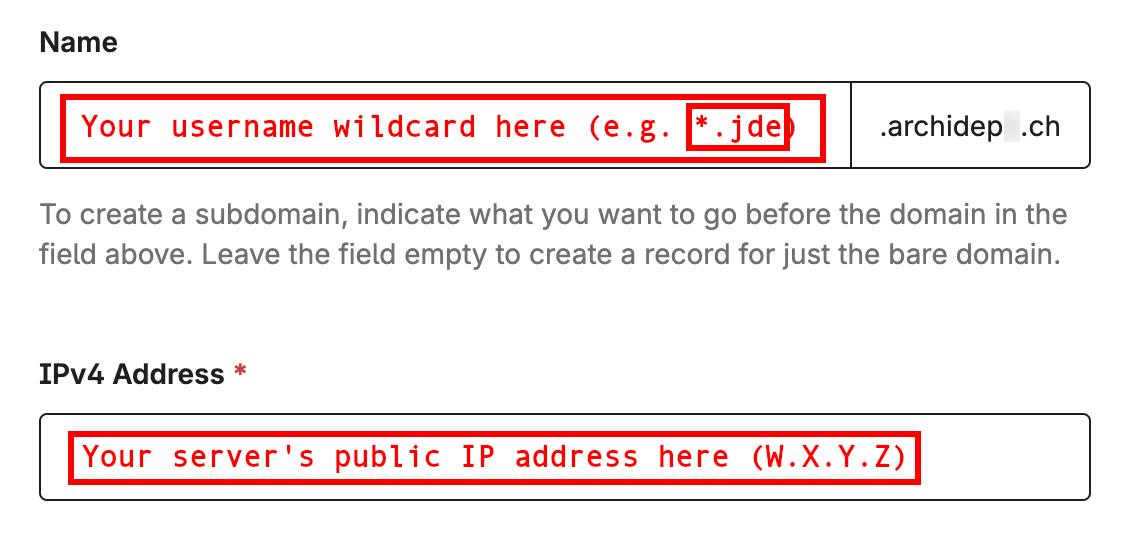 Name
Your username wildcard here (e.g. *.jde)
.archidep .ch
To create a subdomain, indicate what you want to go before the domain in the
field above. Leave the field empty to create a record for just the bare domain.
IPv4 Address *
Your server's public IP address here (W.X.Y.Z)